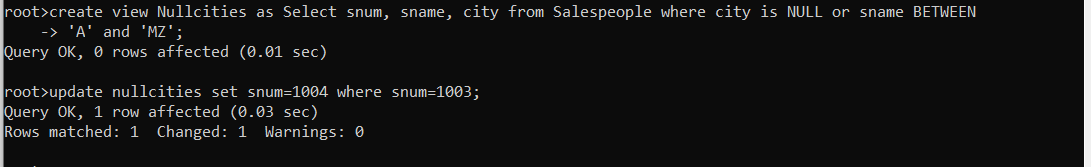 root>create view Nullcities as Select snum, sname, city from Salespeople where city is NULL or sname BETWEEN
    -> 'A' and 'MZ';
Query OK, 0 rows affected (0.01 sec)

root>update nullcities set snum=1004 where snum=1003;
Query OK, 1 row affected (0.03 sec)
Rows matched: 1  Changed: 1  Warnings: 0